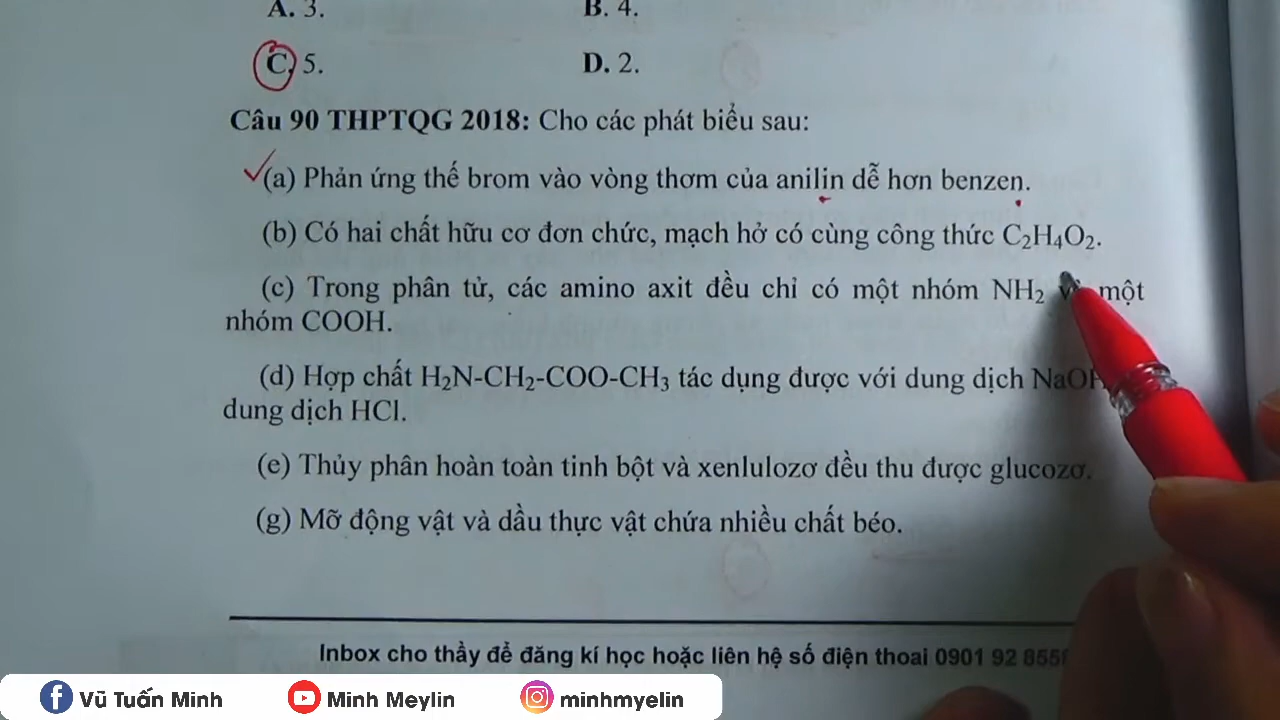 A. 3. B. 4.
C. 5. D. 2.
Câu 90 THPTQG 2018: Cho các phát biểu sau:
(a) Phản ứng thế brom vào vòng thơm của anilin dễ hơn benzen.
(b) Có hai chất hữu cơ đơn chức, mạch hở có cùng công thức C₂H₄O₂.
(c) Trong phân tử, các amino axit đều chỉ có một nhóm NH₂ một
nhóm COOH.
(d) Hợp chất H₂N-CH₂-COO-CH₃ tác dụng được với dung dịch
dung dịch HCl.
(e) Thủy phân hoàn toàn tinh bột và xenlulozơ đều thu được glucozơ.
(g) Mỡ động vật và dầu thực vật chứa nhiều chất béo.
Inbox cho thầy để đăng kí học hoặc liên hệ số điện thoại 0901 92
Vũ Tuấn Minh Minh Meylin minhmyelin